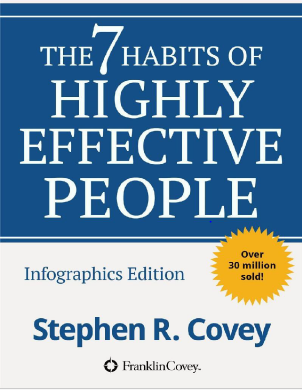 THE 7 HABITS OF
HIGHLY
EFFECTIVE
PEOPLE
Infographics Edition
Over
30 million
sold!
Stephen R. Covey
FranklinCovey.